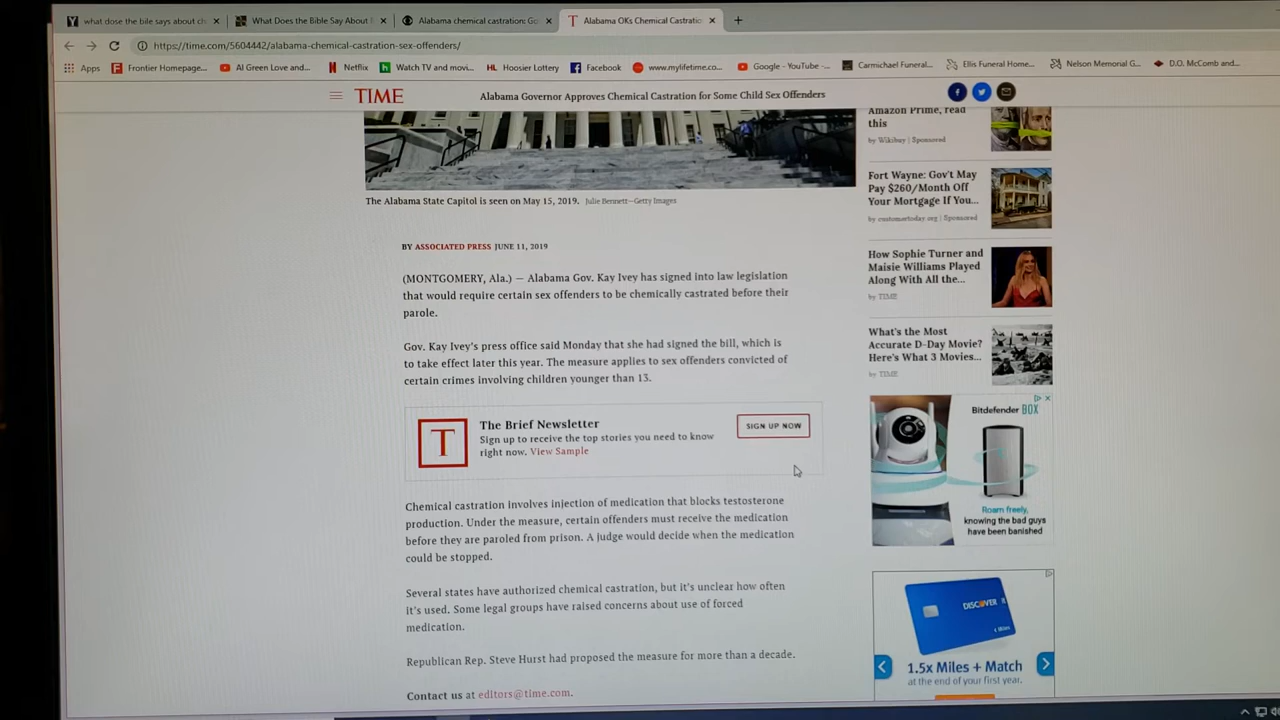 what dose the bile says about ch
What Does the Bible Say About
Alabama chemical castration: Go
Alabama OKs Chemical Castratio
https://time.com/5604442/alabama-chemical-castration-sex-offenders/
Apps
Frontier Homepage...
Al Green Love and...
Netflix
Watch TV and movi...
HL Hoosier Lottery
Facebook
www.mylifetime.co...
Google - YouTube -...
Carmichael Funeral...
Ellis Funeral Home...
Nelson Memorial G...
D.O. McComb and...
TIME
Alabama Governor Approves Chemical Castration for Some Child Sex Offenders
The Alabama State Capitol is seen on May 15, 2019. Julie Bennett—Getty Images
BY ASSOCIATED PRESS JUNE 11, 2019
(MONTGOMERY, Ala.) — Alabama Gov. Kay Ivey has signed into law legislation
that would require certain sex offenders to be chemically castrated before their
parole.
Gov. Kay Ivey's press office said Monday that she had signed the bill, which is
to take effect later this year. The measure applies to sex offenders convicted of
certain crimes involving children younger than 13.
T
The Brief Newsletter
Sign up to receive the top stories you need to know
right now. View Sample
SIGN UP NOW
Chemical castration involves injection of medication that blocks testosterone
production. Under the measure, certain offenders must receive the medication
before they are paroled from prison. A judge would decide when the medication
could be stopped.
Several states have authorized chemical castration, but it's unclear how often
it's used. Some legal groups have raised concerns about use of forced
medication.
Republican Rep. Steve Hurst had proposed the measure for more than a decade.
Contact us at editors@time.com.
Amazon Prime, read
this
by Wikibuy | Sponsored
Fort Wayne: Gov't May
Pay $260/Month Off
Your Mortgage If You...
by customertoday.org | Sponsored
How Sophie Turner and
Maisie Williams Played
Along With All the...
by TIME
What's the Most
Accurate D-Day Movie?
Here's What 3 Movies...
by TIME
Bitdefender BOX
Roam freely,
knowing the bad guys
have been banished
DISCOVER it
Miles
1.5x Miles + Match
at the end of your first year.